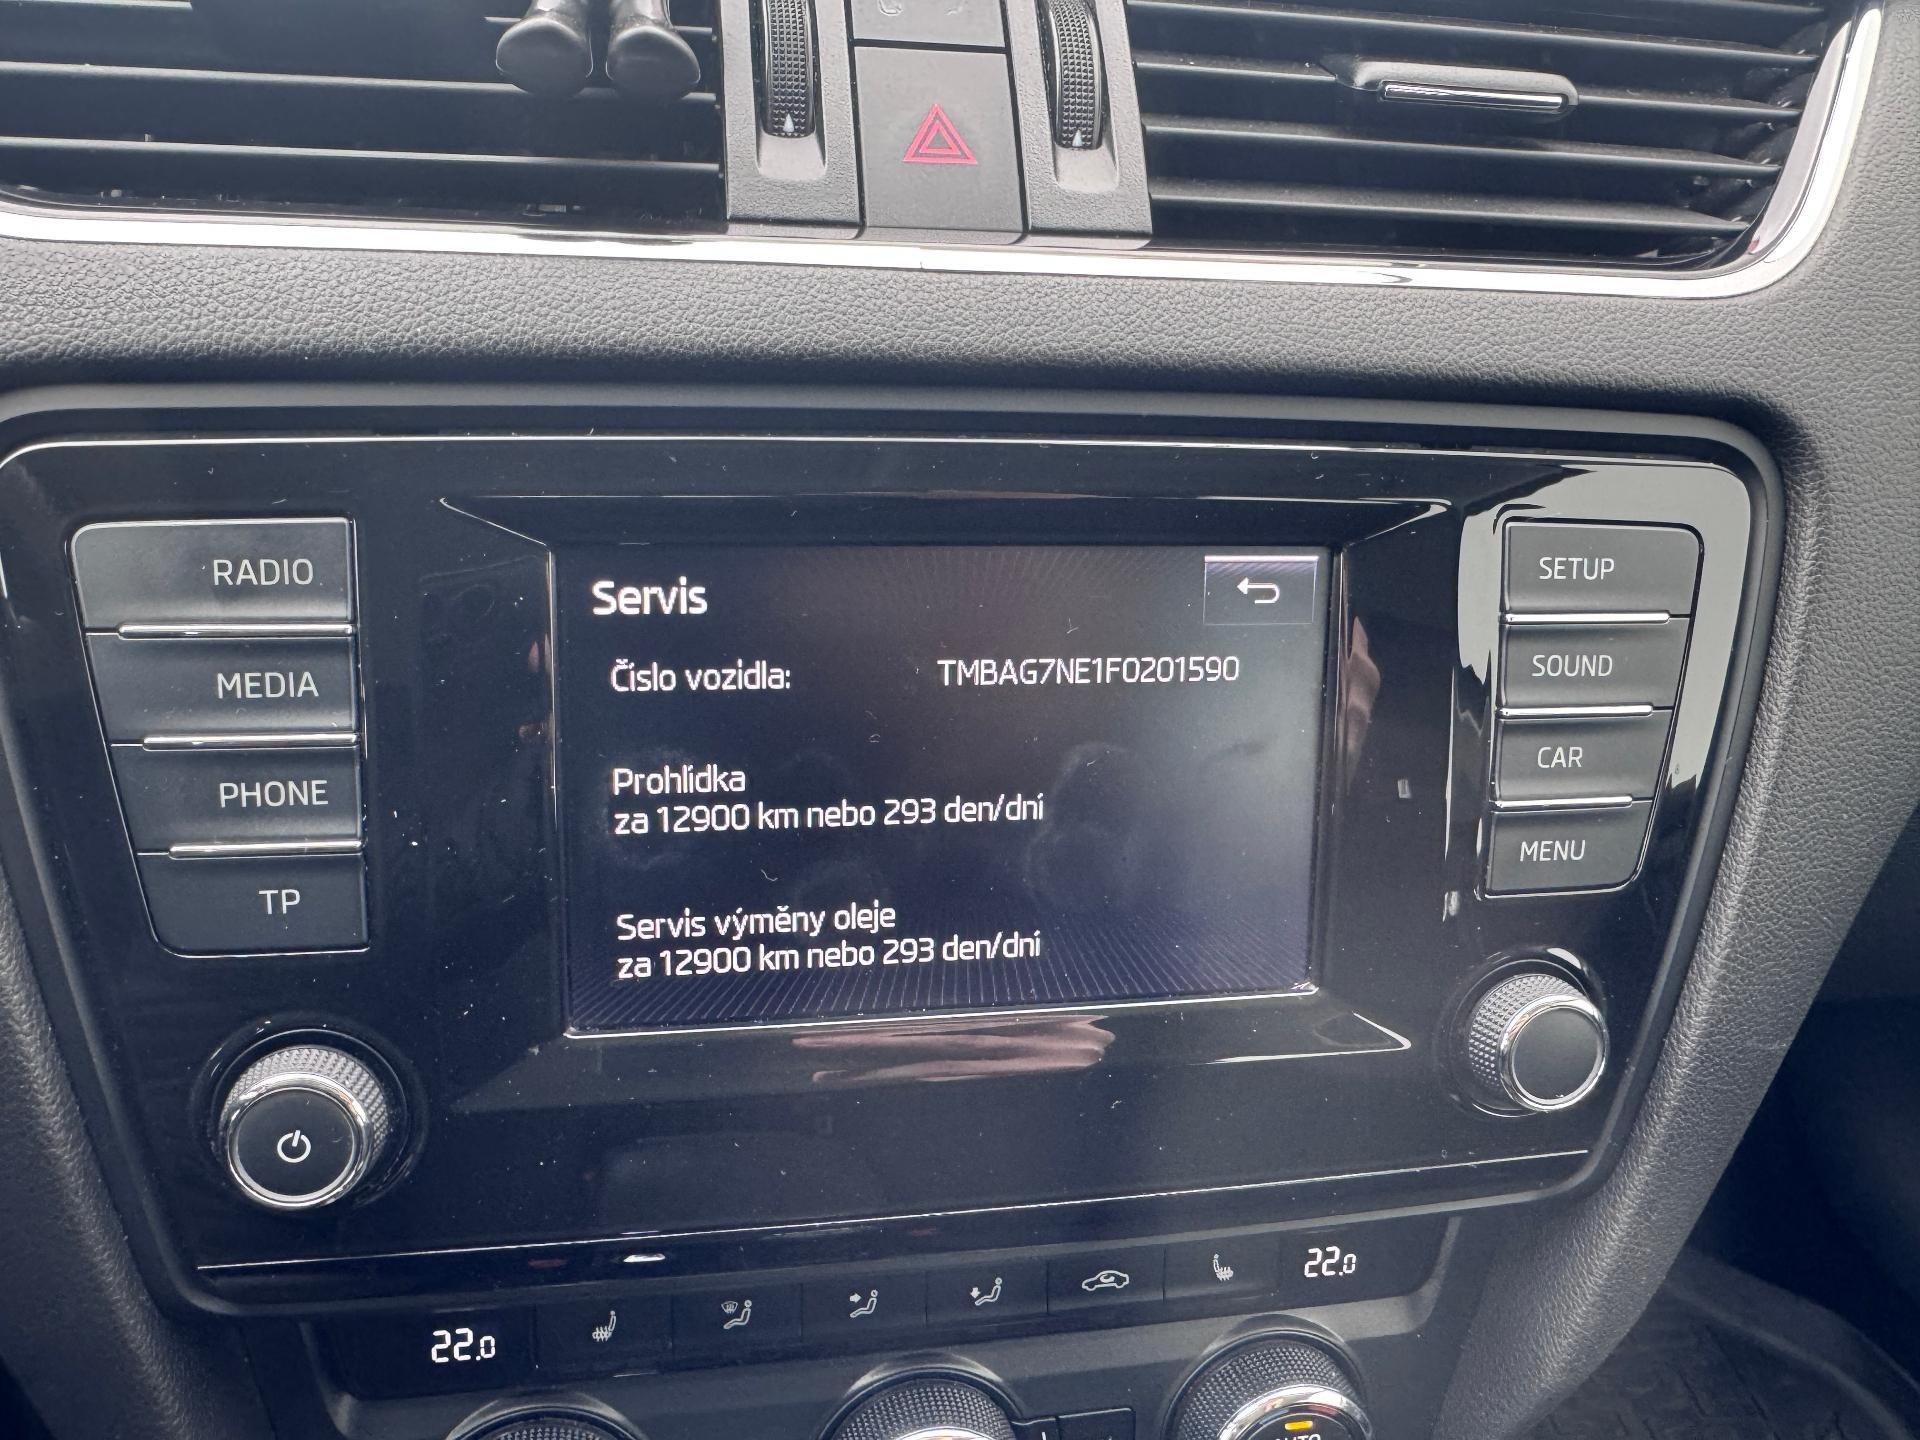 RADIO
MEDIA
PHONE
TP
Servis
Číslo vozidla: TMBAG7NE1F0201590
Prohlídka
za 12900 km nebo 293 den/dní
Servis výměny oleje
za 12900 km nebo 293 den/dní
SETUP
SOUND
CAR
MENU
22.0
22.0
AUTO